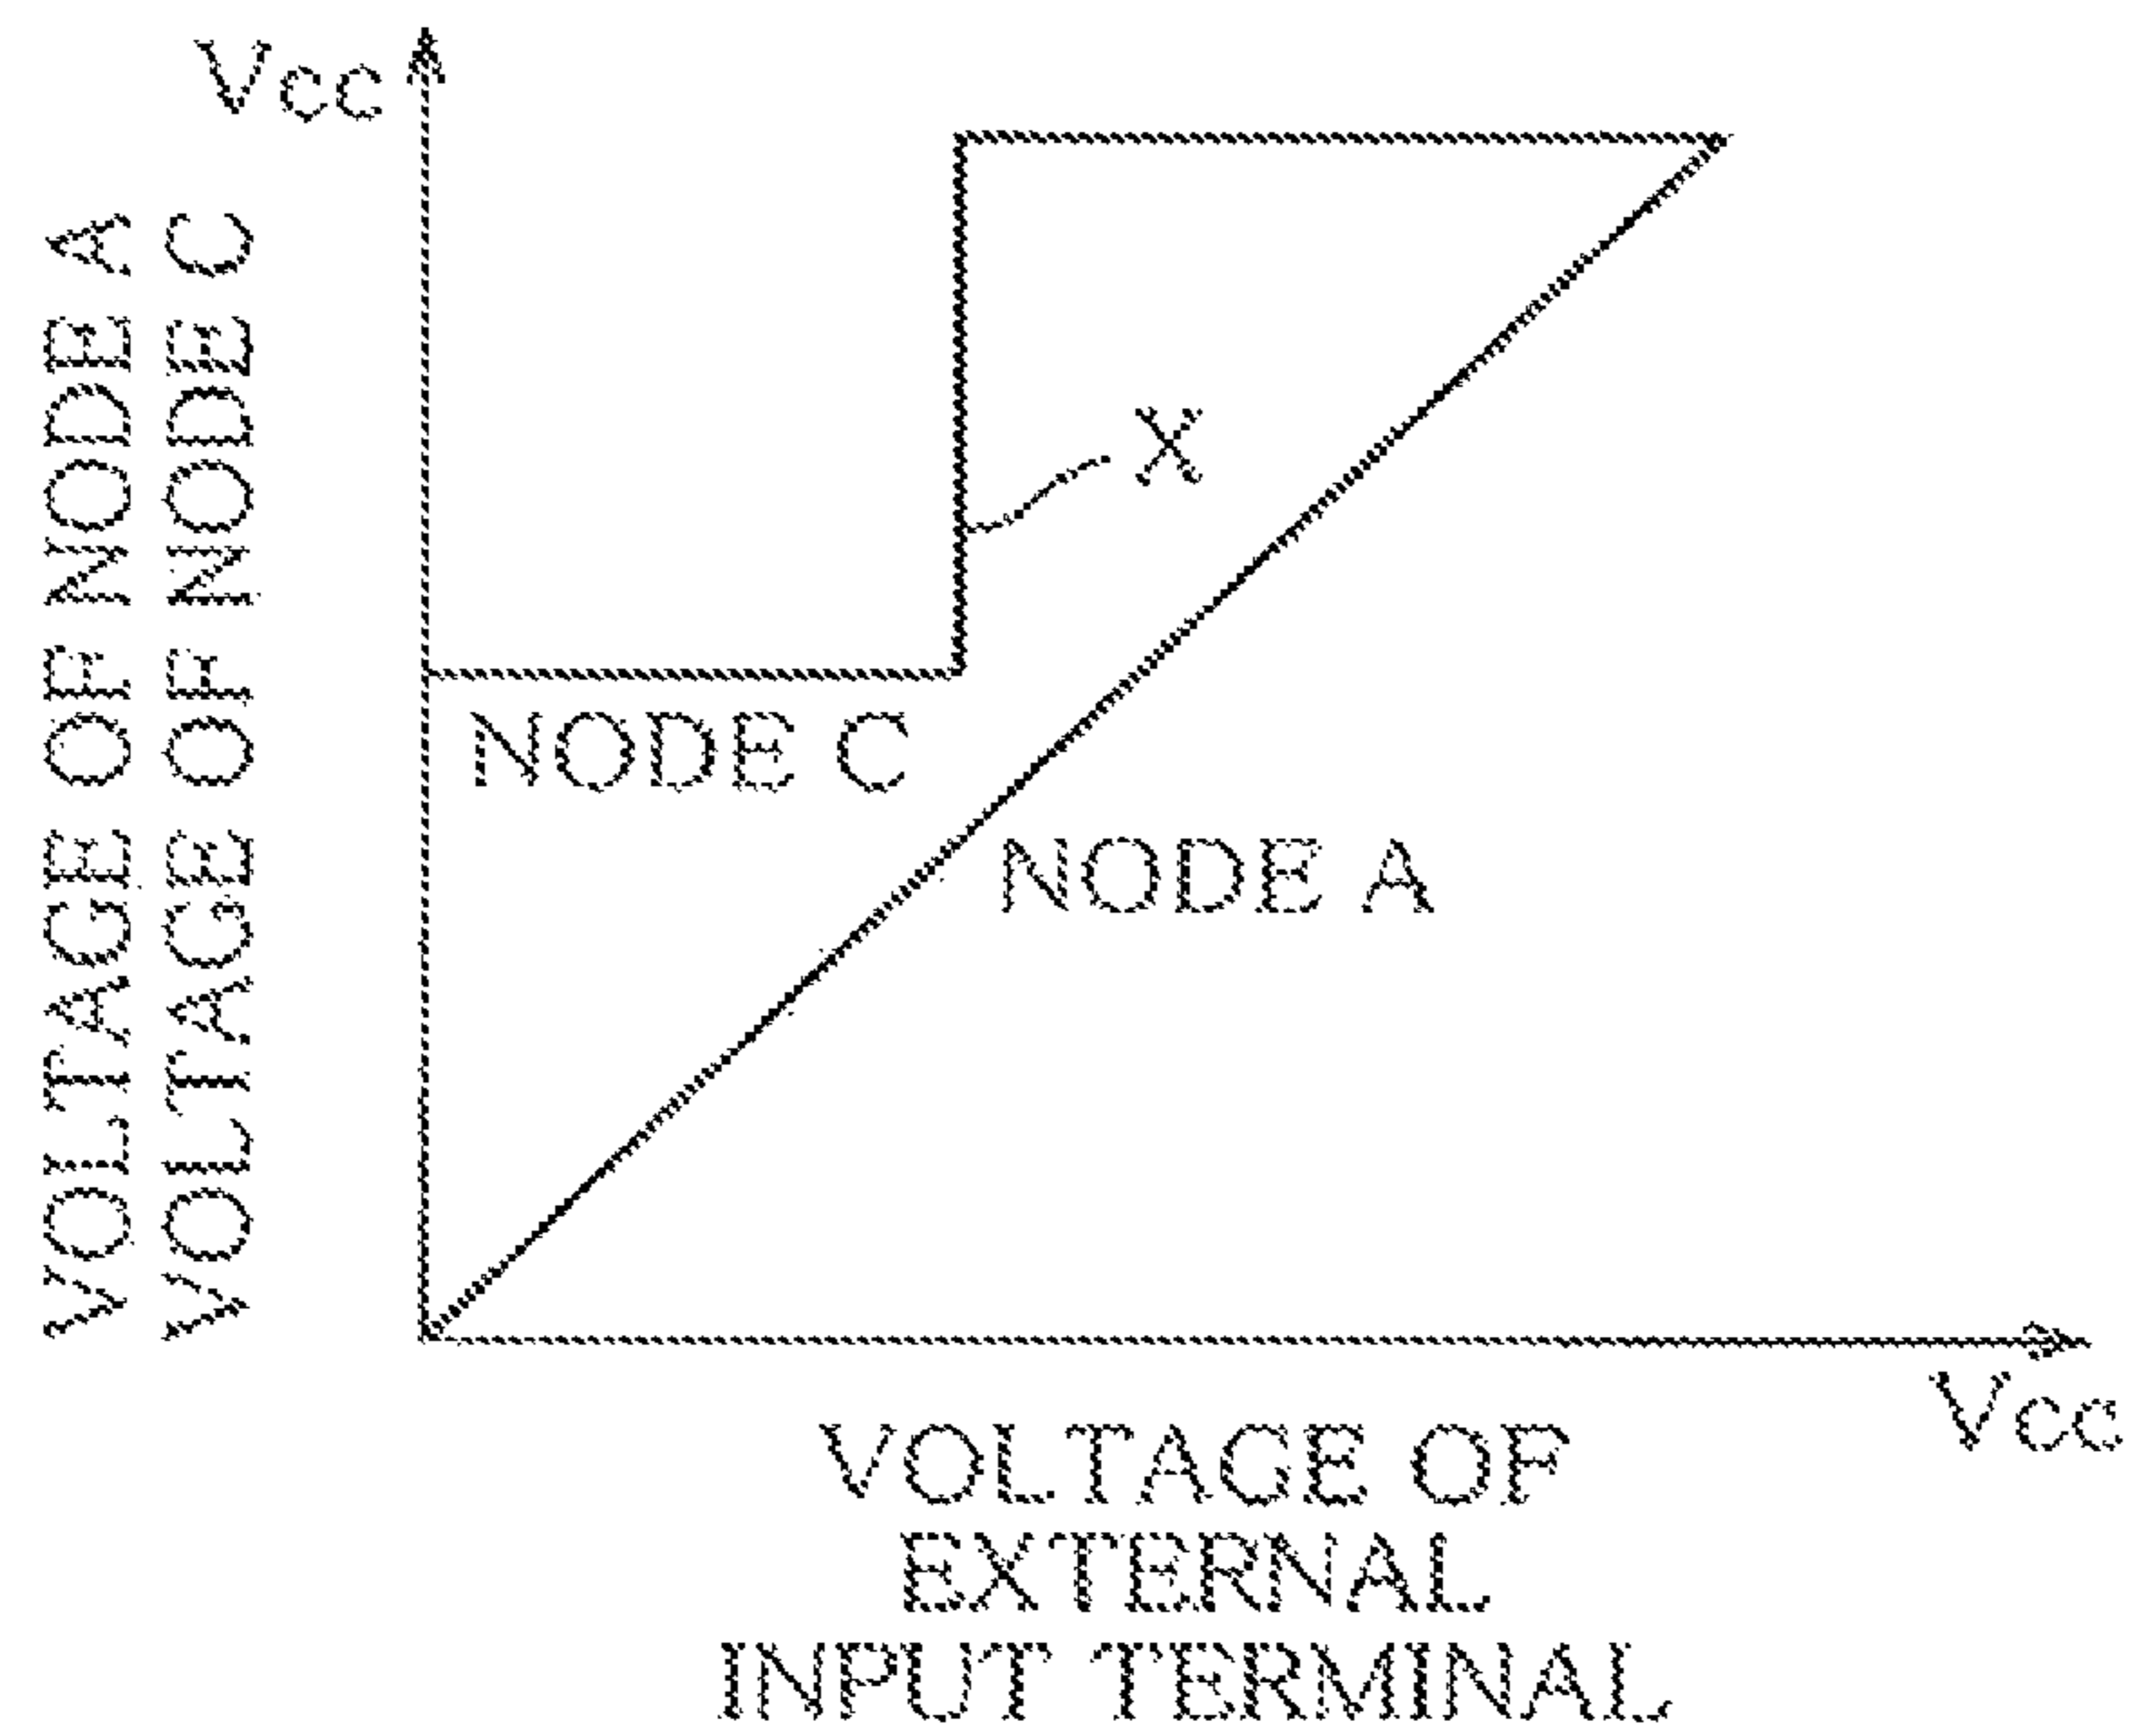 Vcc
VOLTAGE OF NODE A
VOLTAGE OF NODE C
X
NODE C
NODE A
Vcc
VOLTAGE OF
EXTERNAL
INPUT TERMINAL